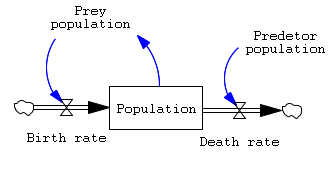 Prey
population
Predetor
population
Population
Birth rate
Death rate